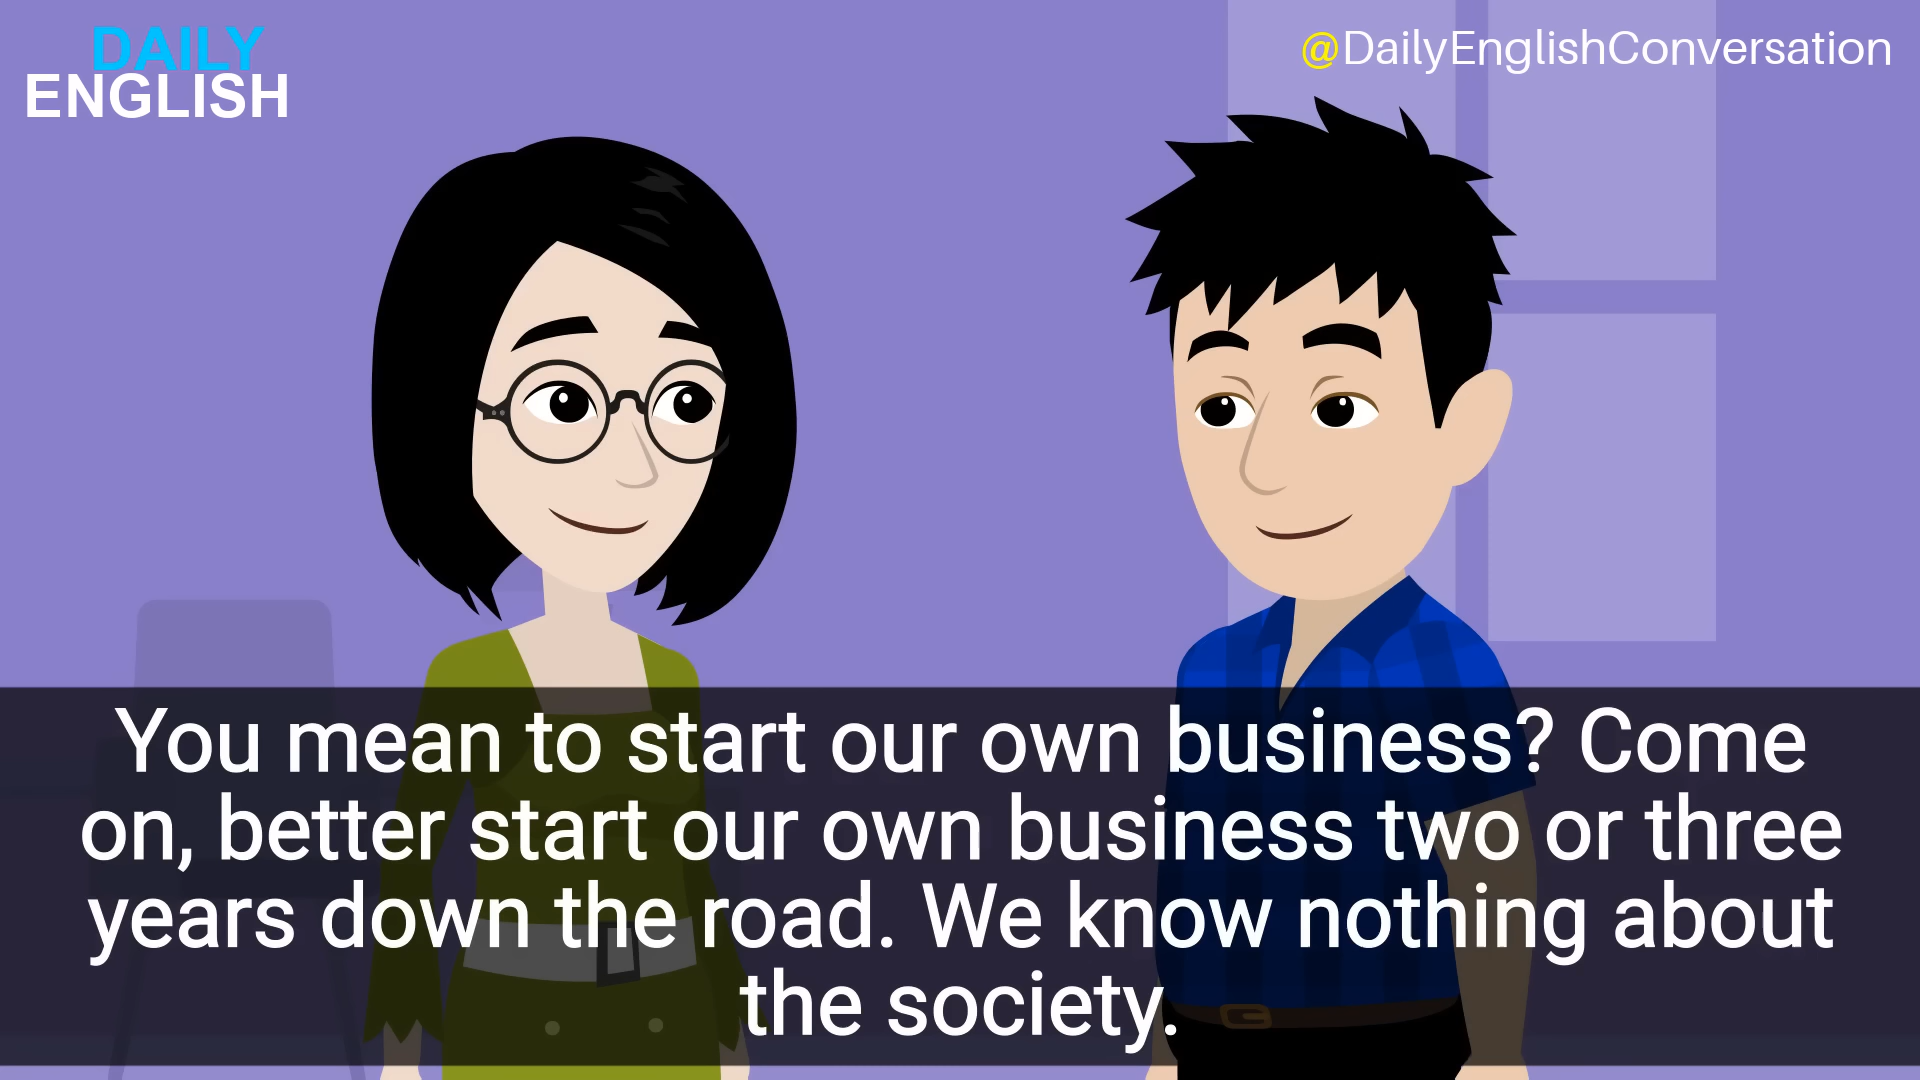 DAILY
ENGLISH
@DailyEnglishConversation
You mean to start our own business? Come
on, better start our own business two or three
years down the road. We know nothing about
the society.